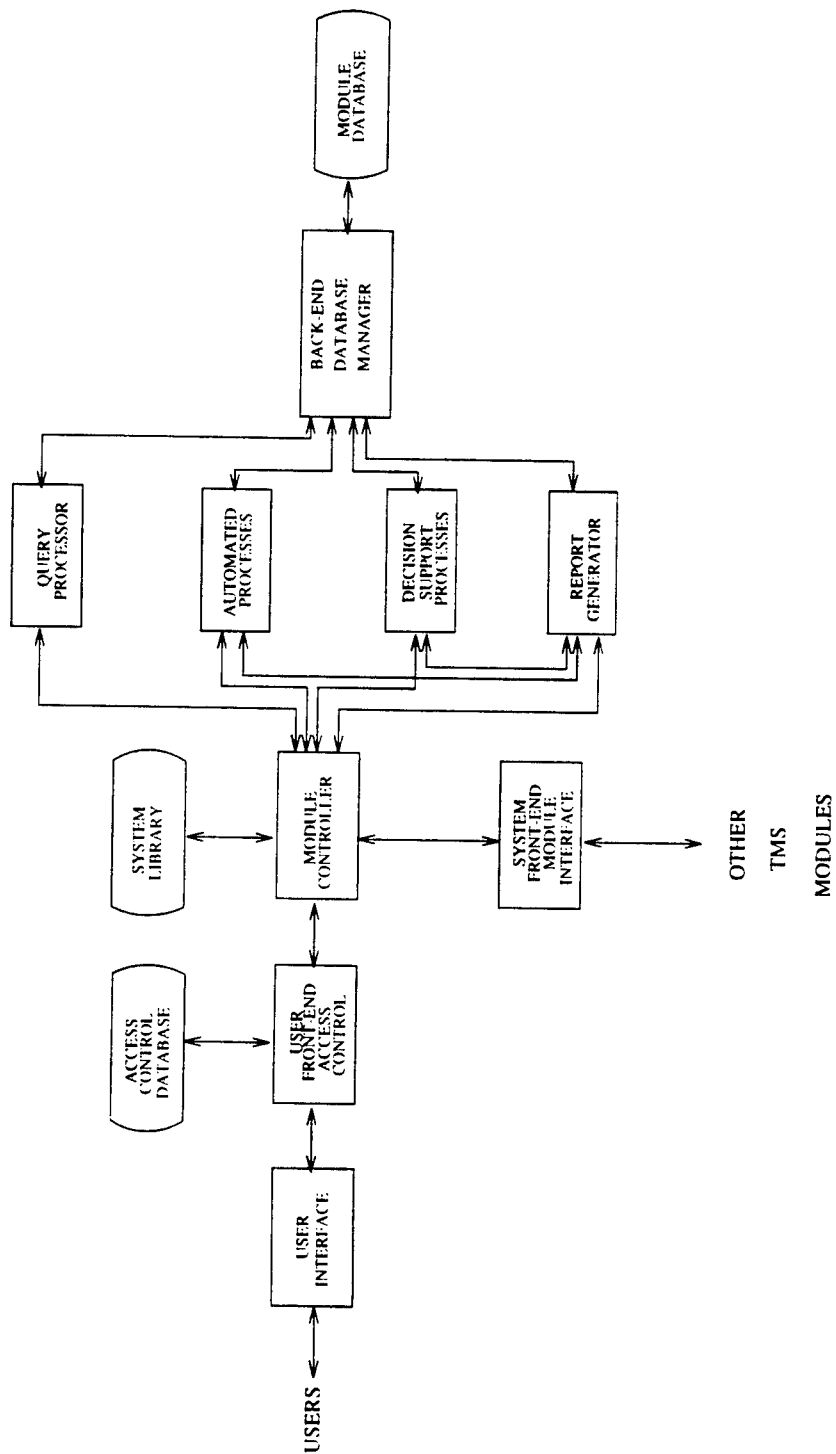 USERS
USER
INTERFACE
ACCESS
CONTROL
DATABASE
USER
FRONT-END
ACCESS
CONTROL
SYSTEM
LIBRARY
MODULE
CONTROLLER
SYSTEM
FRONT-END
MODULE
INTERFACE
OTHER
TMS
MODULES
QUERY
PROCESSOR
AUTOMATED
PROCESSES
DECISION
SUPPORT
PROCESSES
REPORT
GENERATOR
BACK-END
DATABASE
MANAGER
MODULE
DATABASE